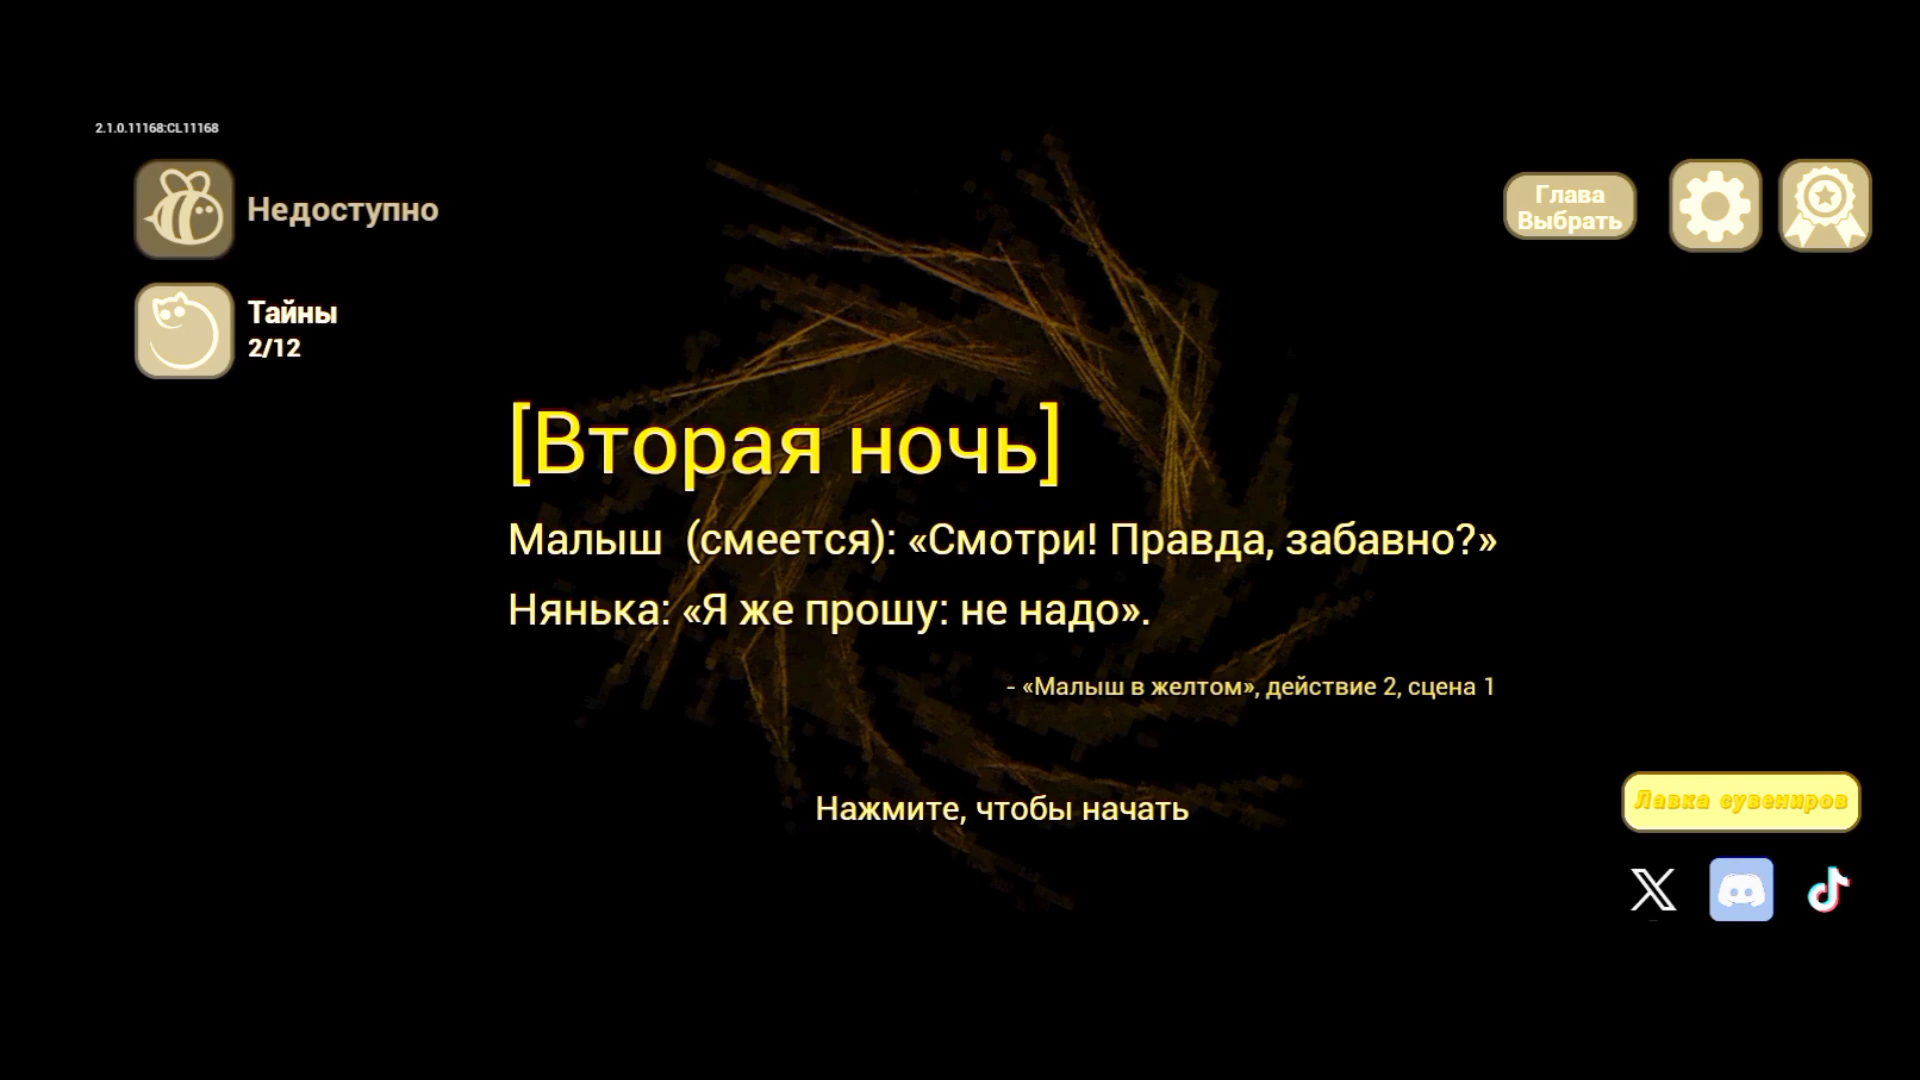 2.1.0.11168:CL11168
Недоступно
Глава
Выбрать
Тайны
2/12
[Вторая ночь]
Малыш  (смеется): «Смотри! Правда, забавно?»
Нянька: «Я же прошу: не надо».
- «Малыш в желтом», действие 2, сцена 1
Нажмите, чтобы начать
Лавка сувениров